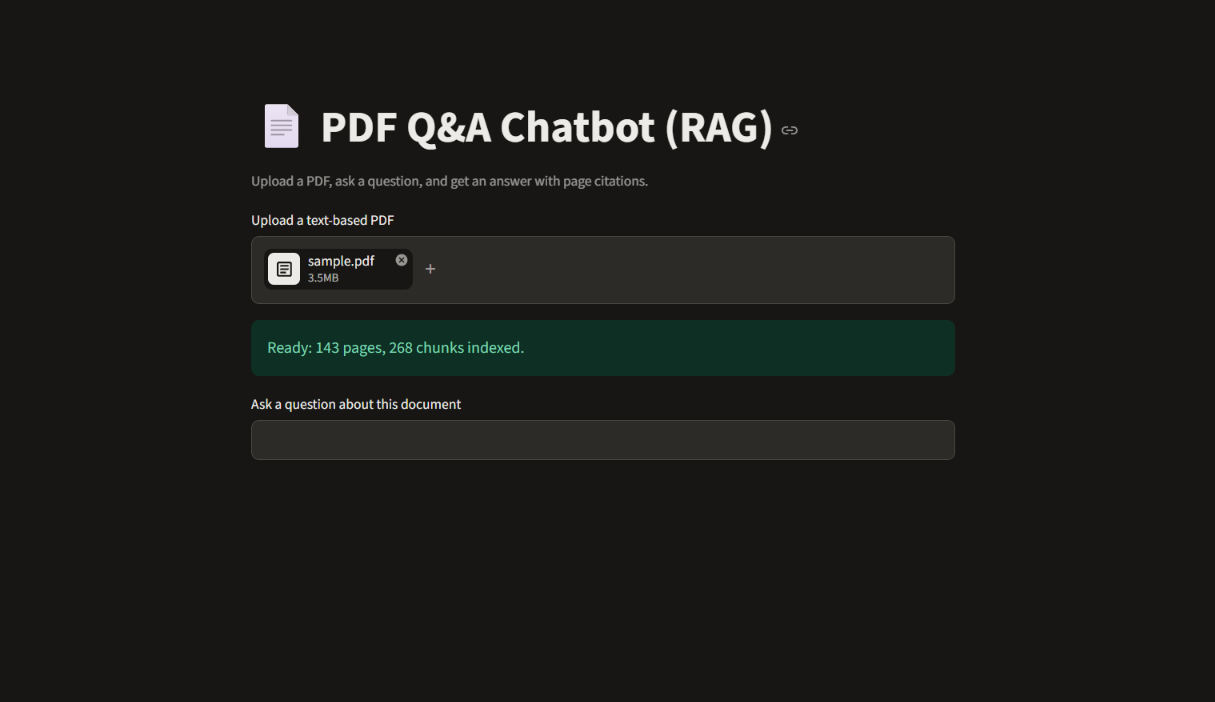 PDF Q&A Chatbot (RAG)
Upload a PDF, ask a question, and get an answer with page citations.
Upload a text-based PDF
sample.pdf
3.5MB
Ready: 143 pages, 268 chunks indexed.
Ask a question about this document